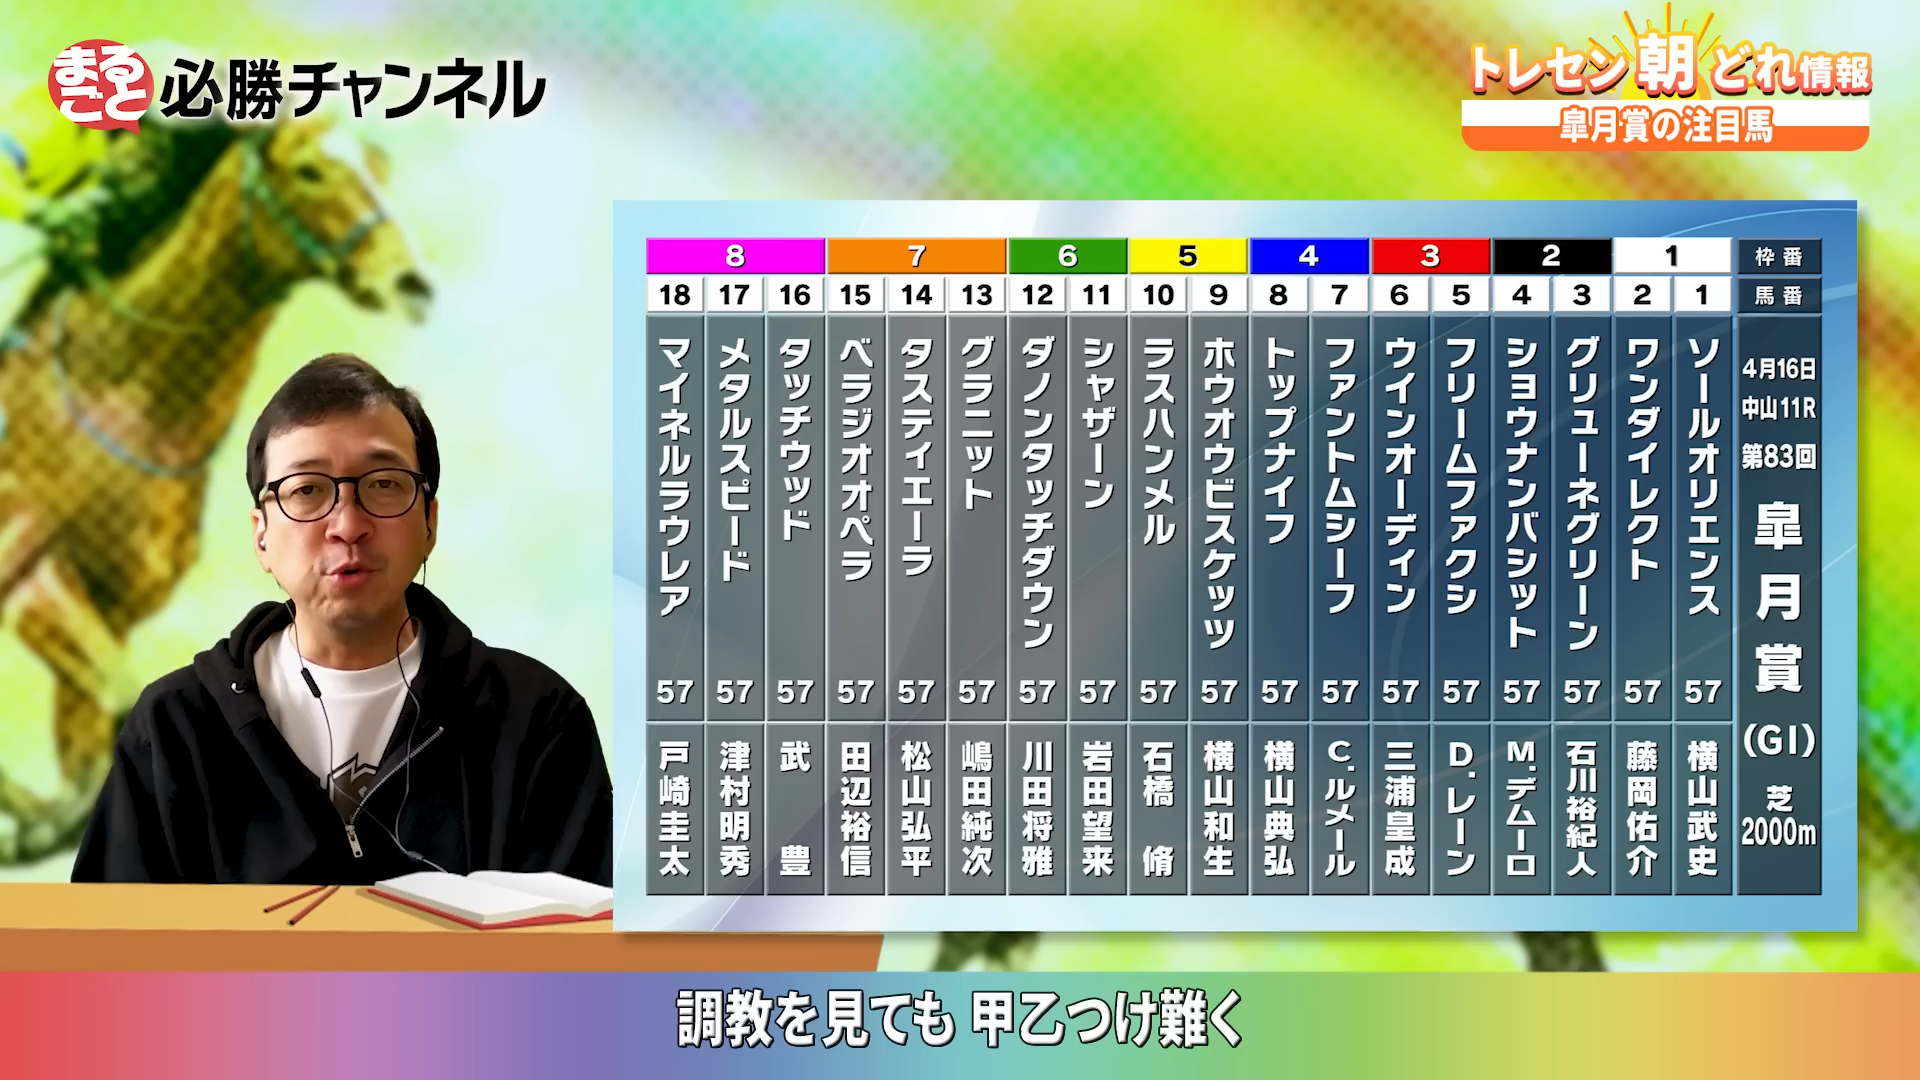 まるごと
必勝チャンネル
トレセン朝どれ情報
皐月賞の注目馬
枠番 1 2 3 4 5 6 7 8
馬番
4月16日
中山11R
第83回
皐月賞
(GI)
芝
2000m
1 ソールオリエンス 57 横山武史
2 ワンダイレクト 57 藤岡佑介
3 グリューネグリーン 57 石川裕紀人
4 ショウナンバシット 57 M.デムーロ
5 フリームファクシ 57 D.レーン
6 ウインオーディン 57 三浦皇成
7 ファントムシーフ 57 C.ルメール
8 トップナイフ 57 横山典弘
9 ホウオウビスケッツ 57 横山和生
10 ラスハンメル 57 石橋脩
11 シャザーン 57 岩田望来
12 ダノンタッチダウン 57 川田将雅
13 グラニット 57 嶋田純次
14 タスティエーラ 57 松山弘平
15 ベラジオオペラ 57 田辺裕信
16 タッチウッド 57 武豊
17 メタルスピード 57 津村明秀
18 マイネルラウレア 57 戸崎圭太
調教を見ても 甲乙つけ難く